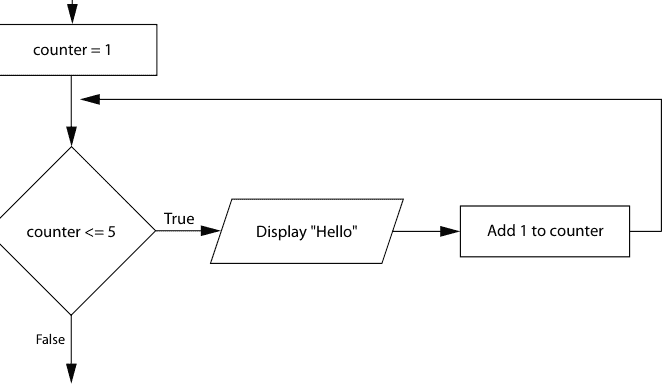 counter = 1
counter <= 5
True
Display "Hello"
Add 1 to counter
False